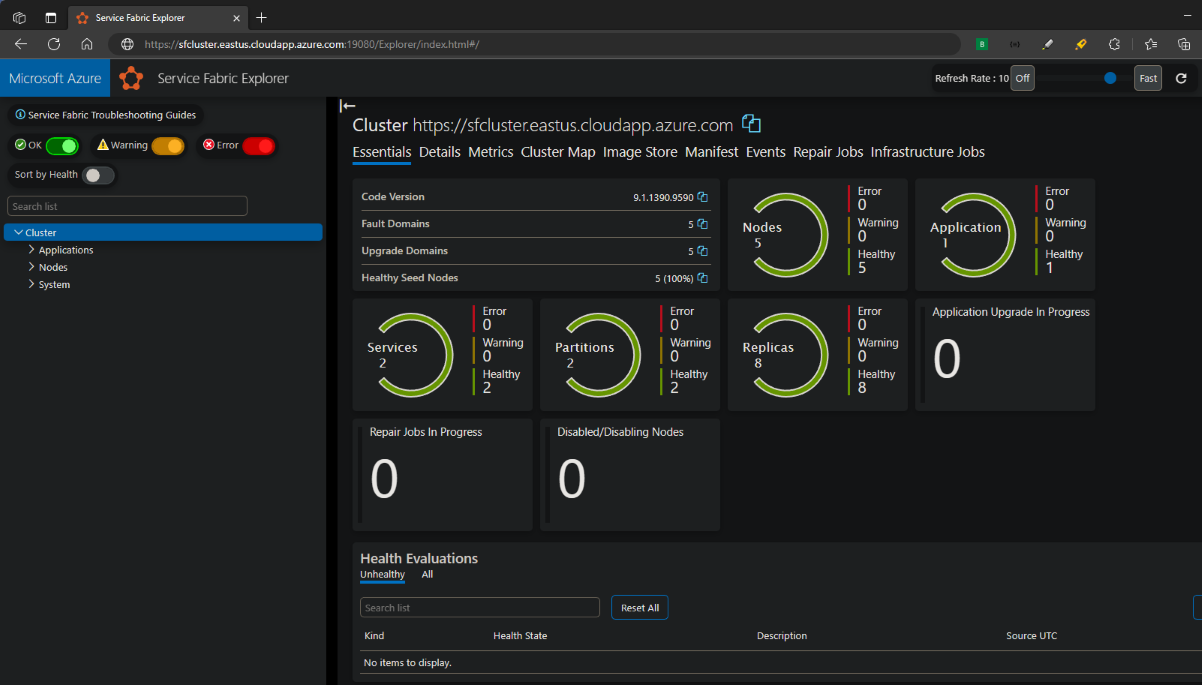 Service Fabric Explorer
https://sfcluster.eastus.cloudapp.azure.com:19080/Explorer/index.html#/
Microsoft Azure
Service Fabric Explorer
Refresh Rate : 10 Off Fast
Service Fabric Troubleshooting Guides
OK Warning Error
Sort by Health
Search list
Cluster
Applications
Nodes
System
Cluster https://sfcluster.eastus.cloudapp.azure.com
Essentials Details Metrics Cluster Map Image Store Manifest Events Repair Jobs Infrastructure Jobs
Code Version 9.1.1390.9590
Fault Domains 5
Upgrade Domains 5
Healthy Seed Nodes 5 (100%)
Nodes
5
Error
0
Warning
0
Healthy
5
Application
1
Error
0
Warning
0
Healthy
1
Services
2
Error
0
Warning
0
Healthy
2
Partitions
2
Error
0
Warning
0
Healthy
2
Replicas
8
Error
0
Warning
0
Healthy
8
Application Upgrade In Progress
0
Repair Jobs In Progress
0
Disabled/Disabling Nodes
0
Health Evaluations
Unhealthy All
Search list Reset All
Kind Health State Description Source UTC
No items to display.